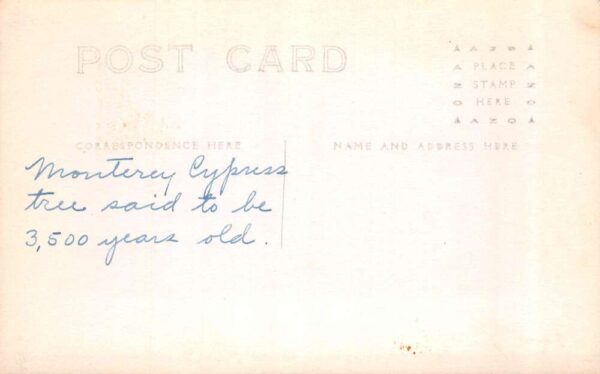 POST CARD
PLACE
STAMP
HERE
CORRESPONDENCE HERE
NAME AND ADDRESS HERE
Monterey Cypress
tree said to be
3,500 years old.